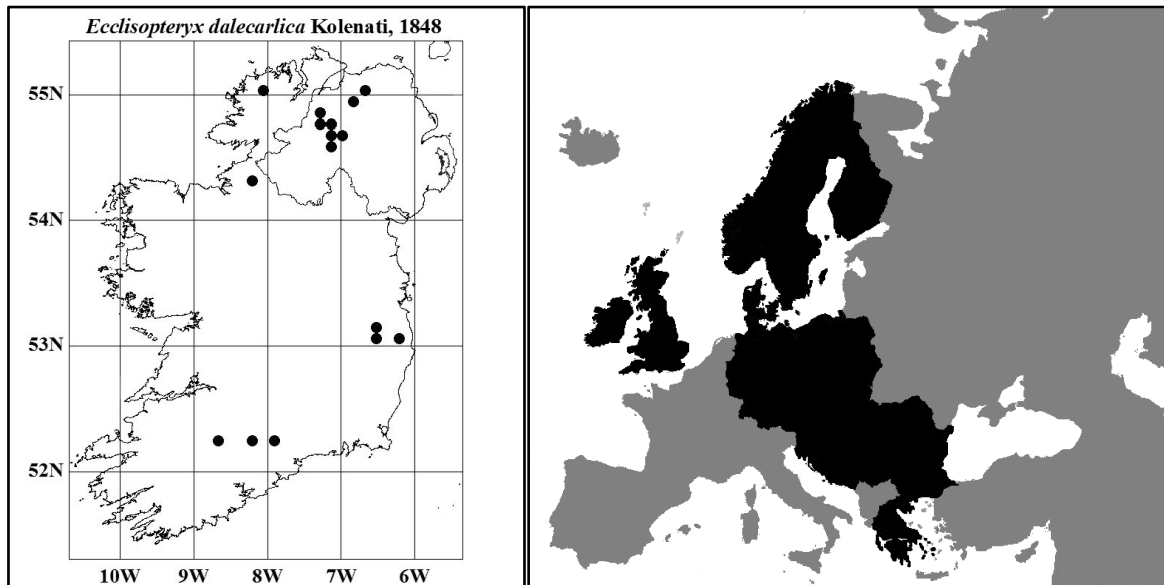 Ecclisopteryx dalecarlica Kolenati, 1848
55N
54N
53N
52N
10W 9W 8W 7W 6W